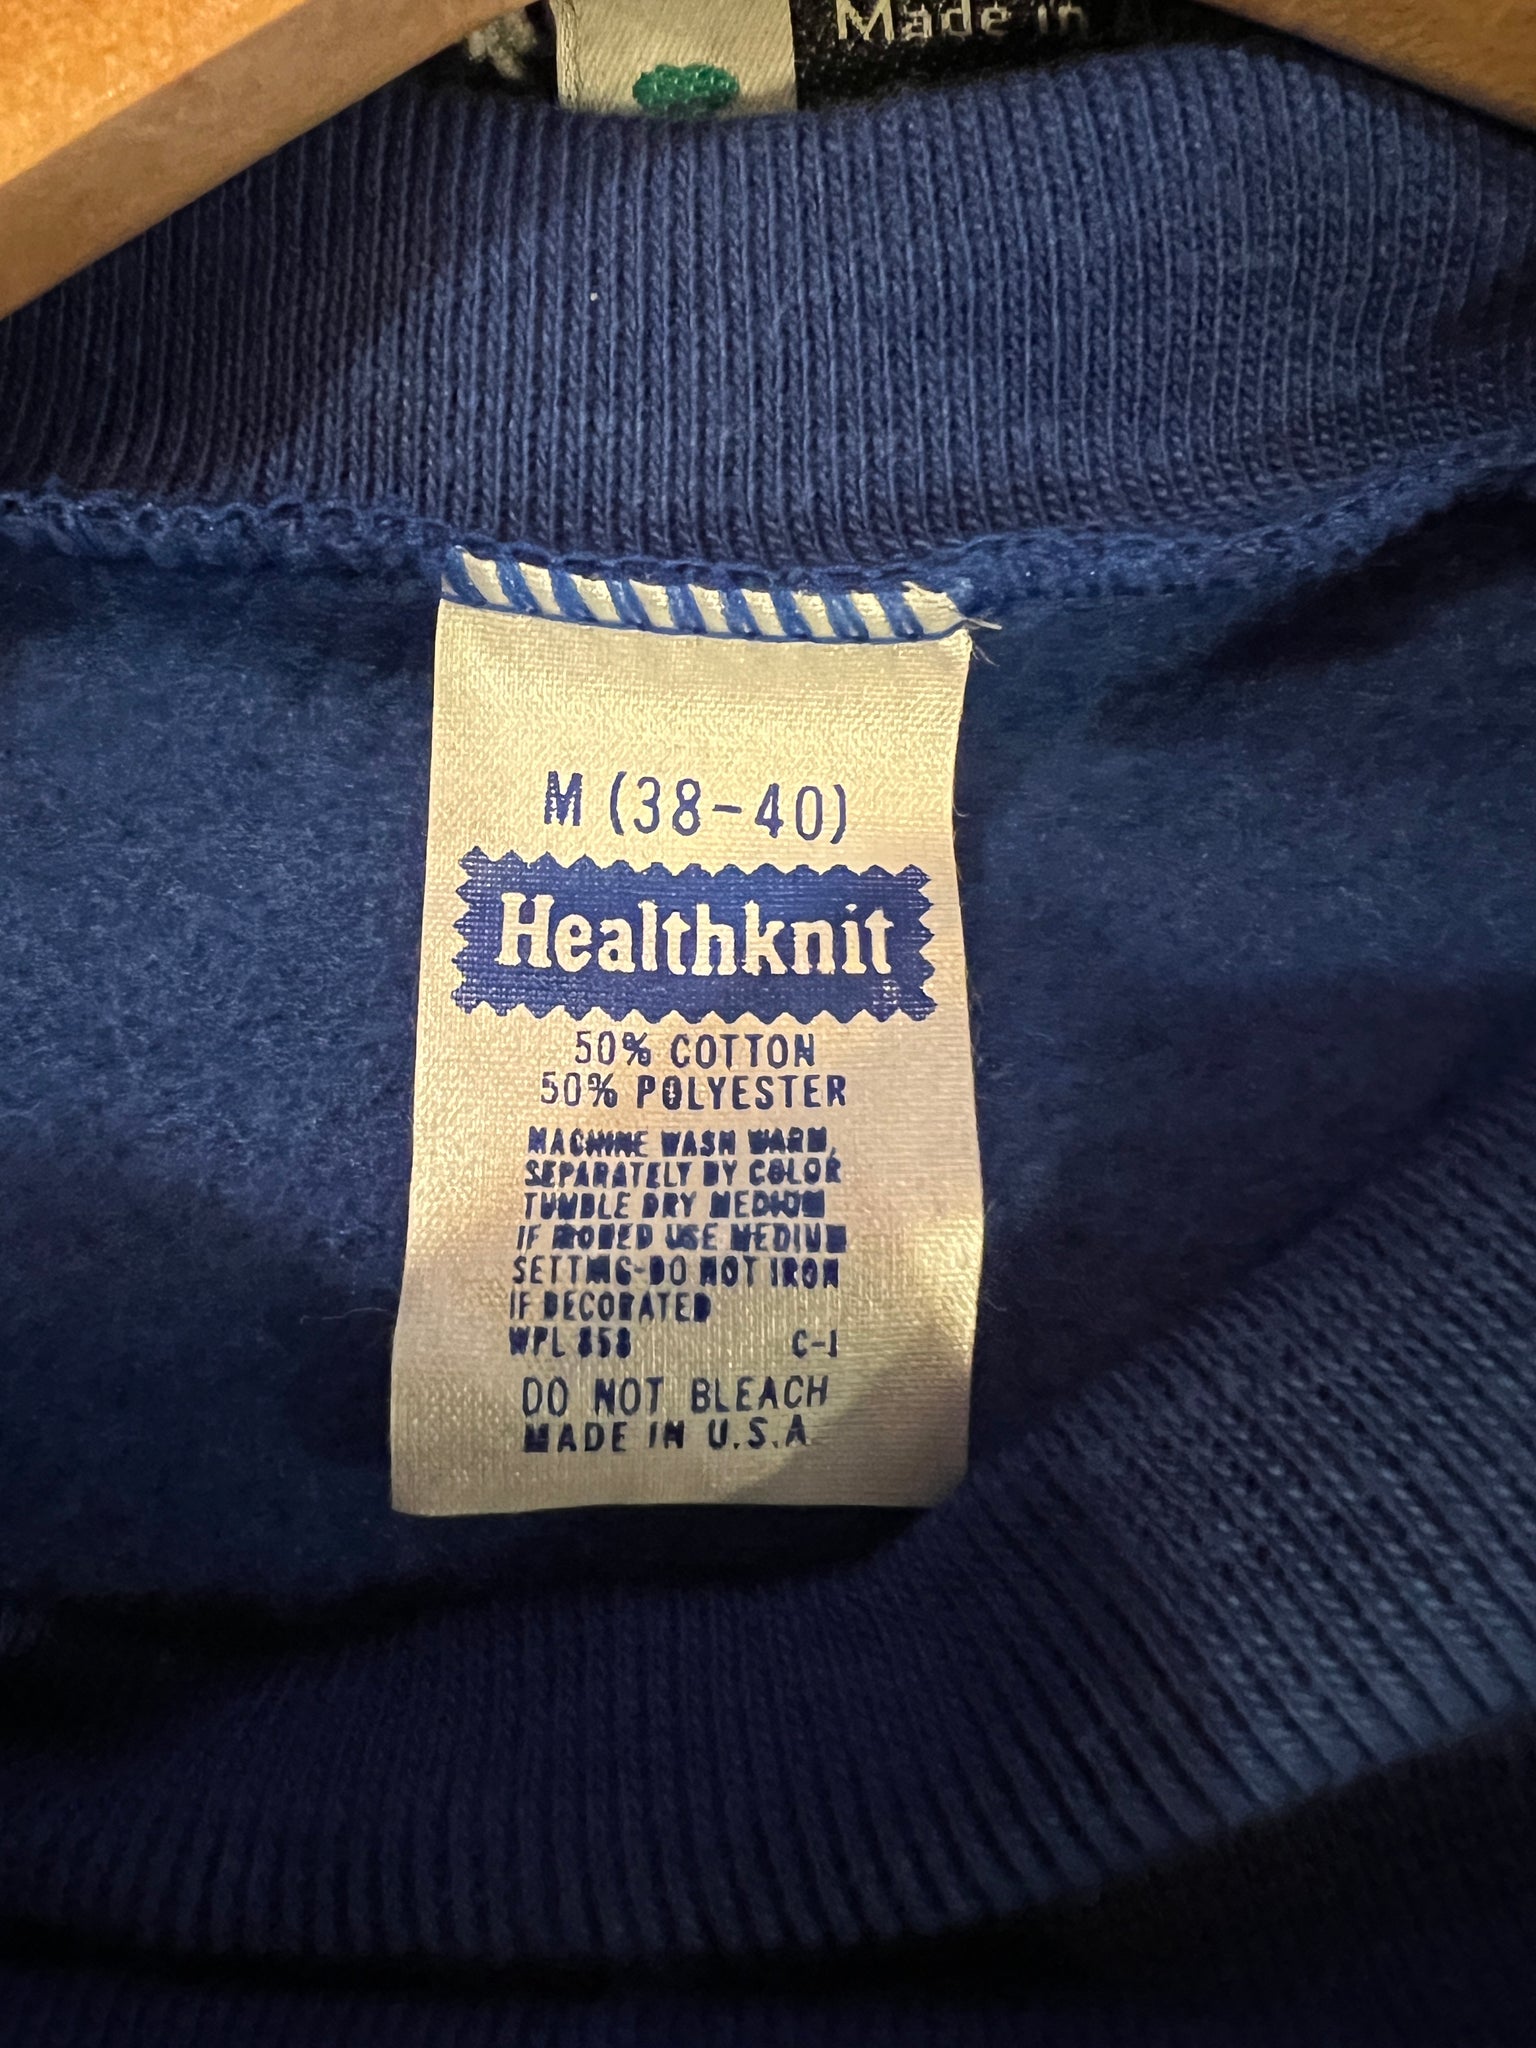 Made in
M (38-40)
Healthknit
50% COTTON
50% POLYESTER
MACHINE WASH WARM,
SEPARATELY BY COLOR
TUMBLE DRY MEDIUM
IF IRONED USE MEDIUM
SETTING-DO NOT IRON
IF DECORATED
WPL 858 C-1
DO NOT BLEACH
MADE IN U.S.A.